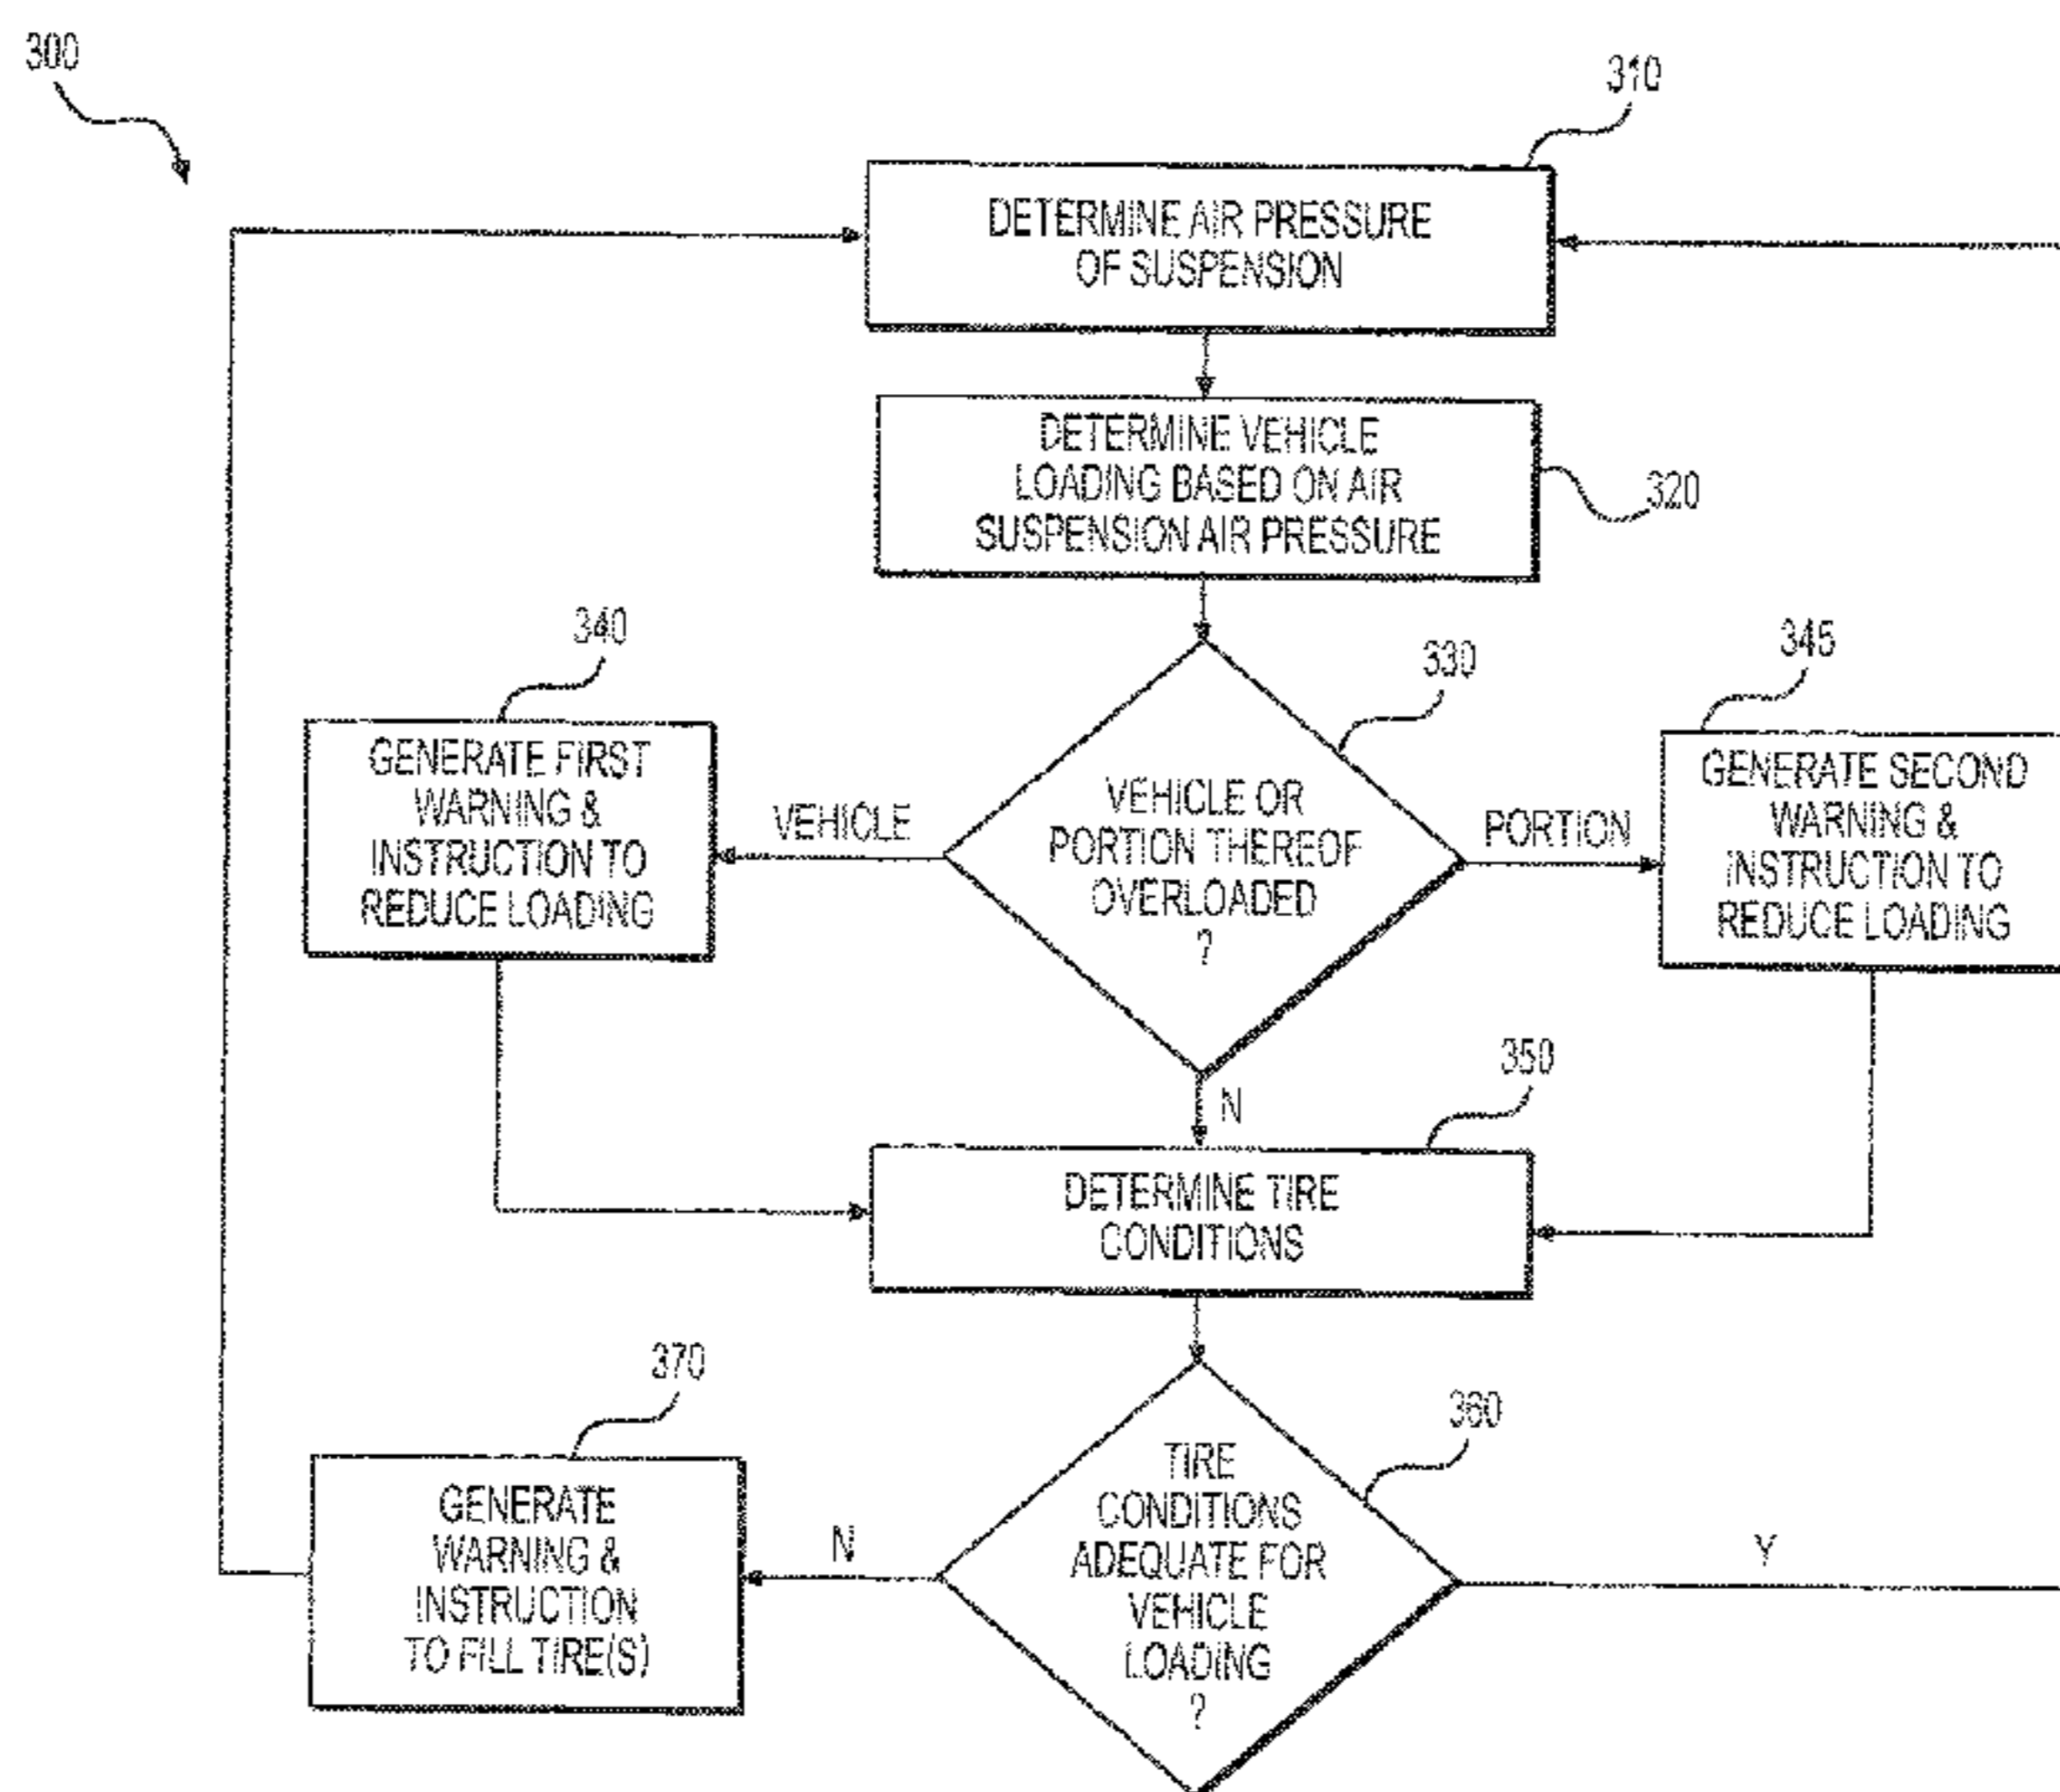 300
310
DETERMINE AIR PRESSURE
OF SUSPENSION
DETERMINE VEHICLE
LOADING BASED ON AIR
SUSPENSION AIR PRESSURE
320
340
330
345
GENERATE FIRST
WARNING &
INSTRUCTION TO
REDUCE LOADING
VEHICLE
VEHICLE OR
PORTION THEREOF
OVERLOADED
?
PORTION
GENERATE SECOND
WARNING &
INSTRUCTION TO
REDUCE LOADING
N
350
DETERMINE TIRE
CONDITIONS
370
360
GENERATE
WARNING &
INSTRUCTION
TO FILL TIRE(S)
N
TIRE
CONDITIONS
ADEQUATE FOR
VEHICLE
LOADING
?
Y